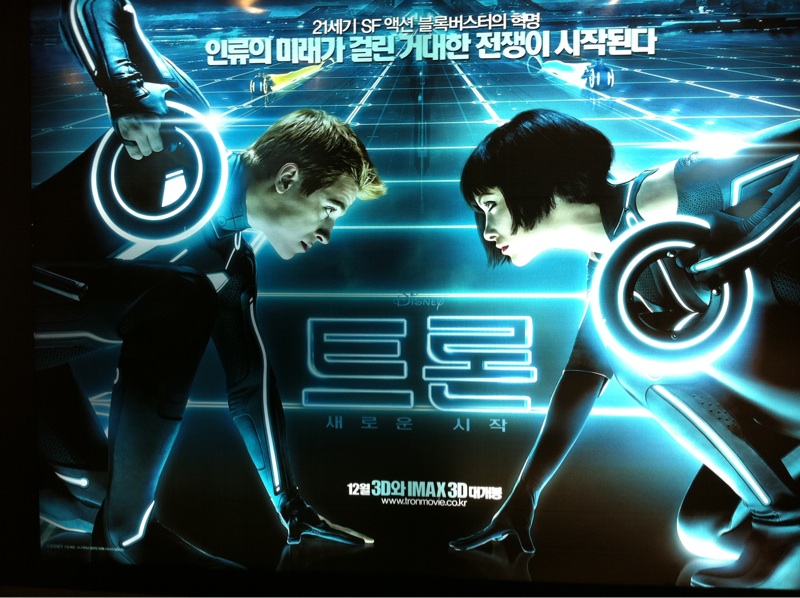 21세기 SF 액션 블록버스터의 혁명
인류의 미래가 걸린 거대한 전쟁이 시작된다
DISNEY
트론
새로운 시작
12월 3D와 IMAX 3D 대개봉
www.tronmovie.co.kr